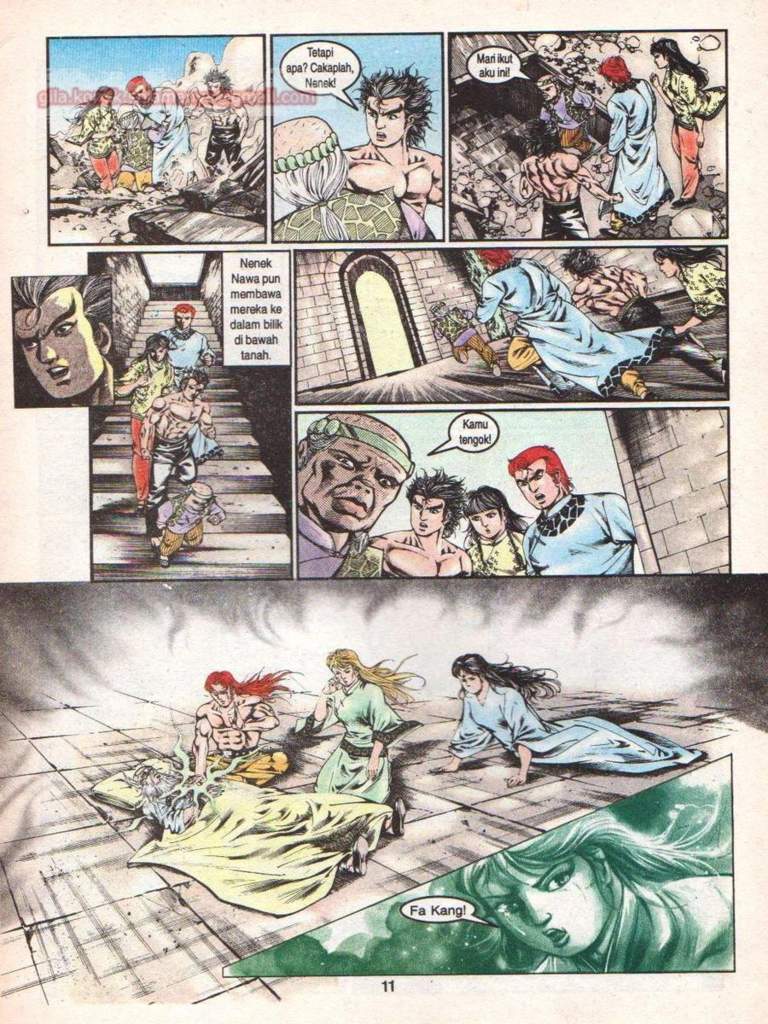 Tetapi
apa? Cakaplah,
Nenek!
Mari ikut
aku ini!
Nenek
Nawa pun
membawa
mereka ke
dalam bilik
di bawah
tanah.
Kamu
tengok!
Fa Kang!
11